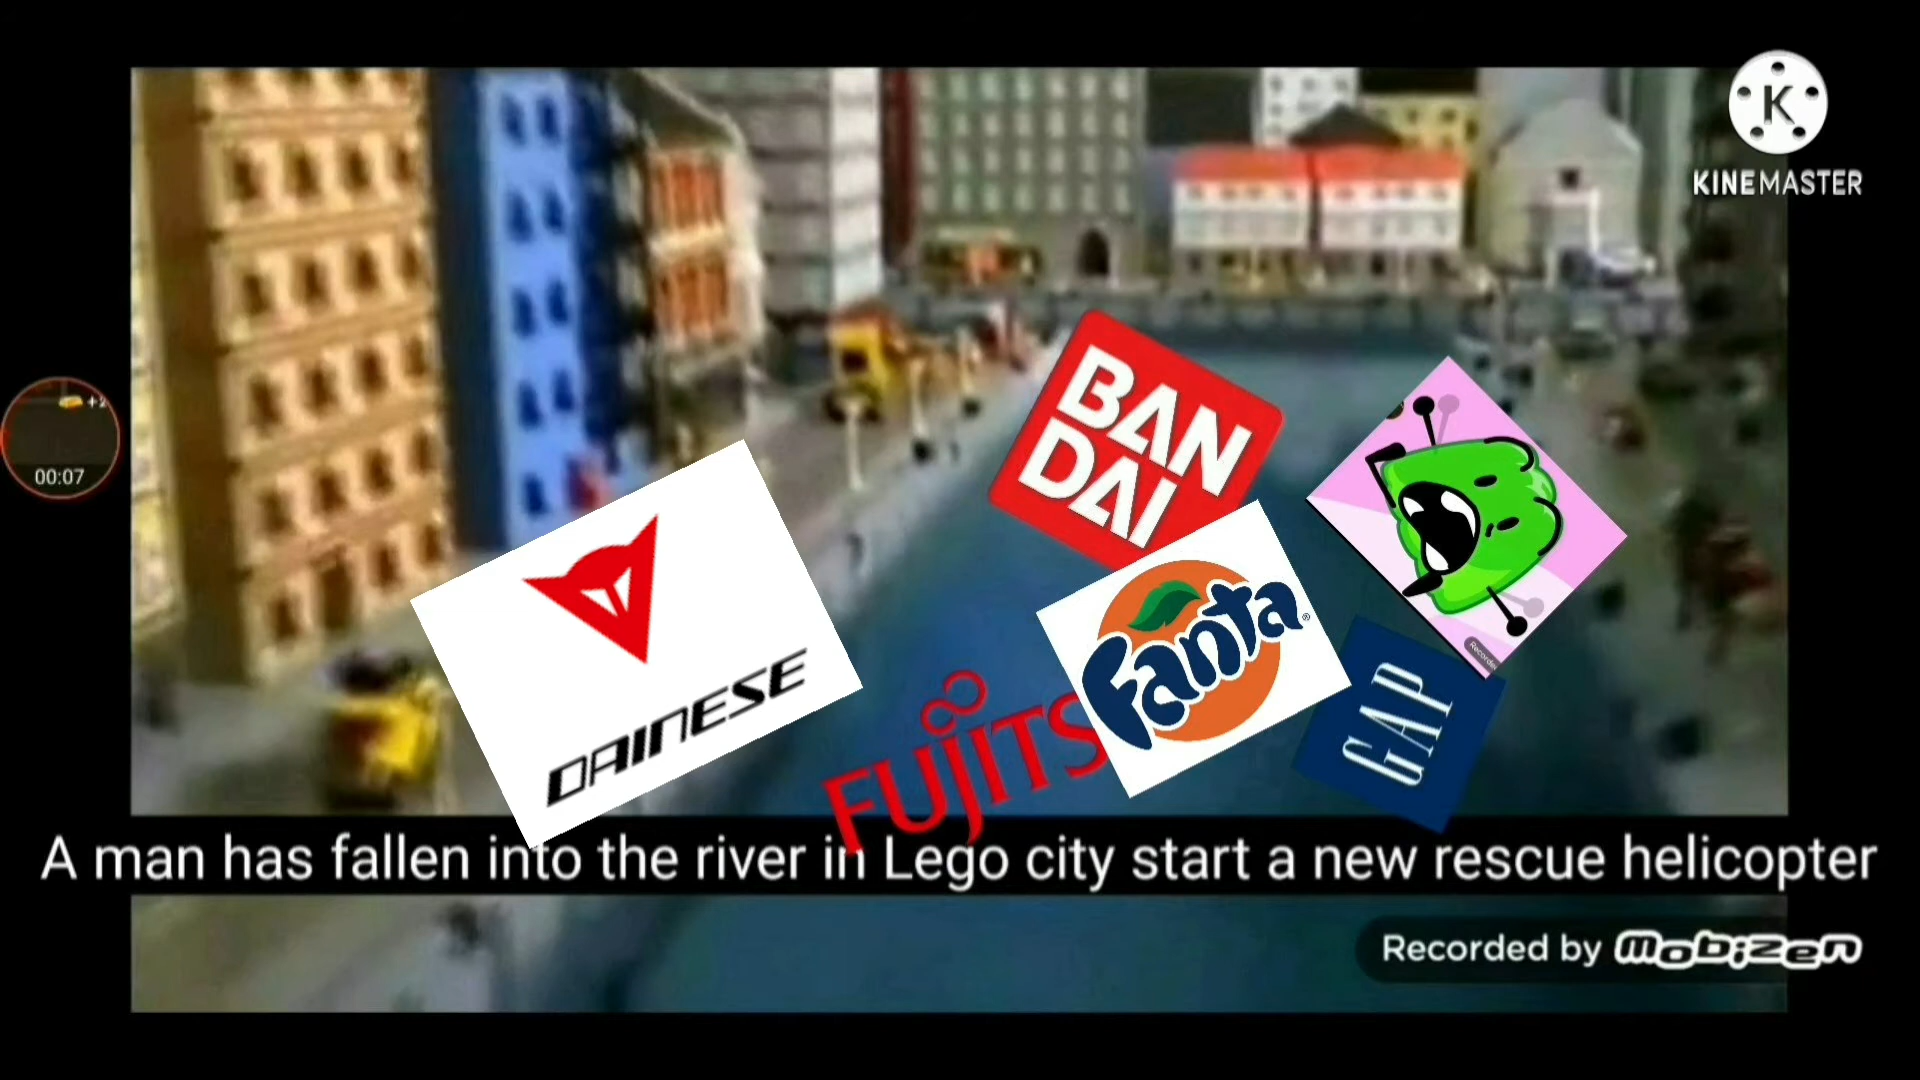 K
KINEMASTER
+2
00:07
BAN
DAI
DAINESE
FUJITS
Fanta
®
GAP
A man has fallen into the river in Lego city start a new rescue helicopter
Recorded by mobizen